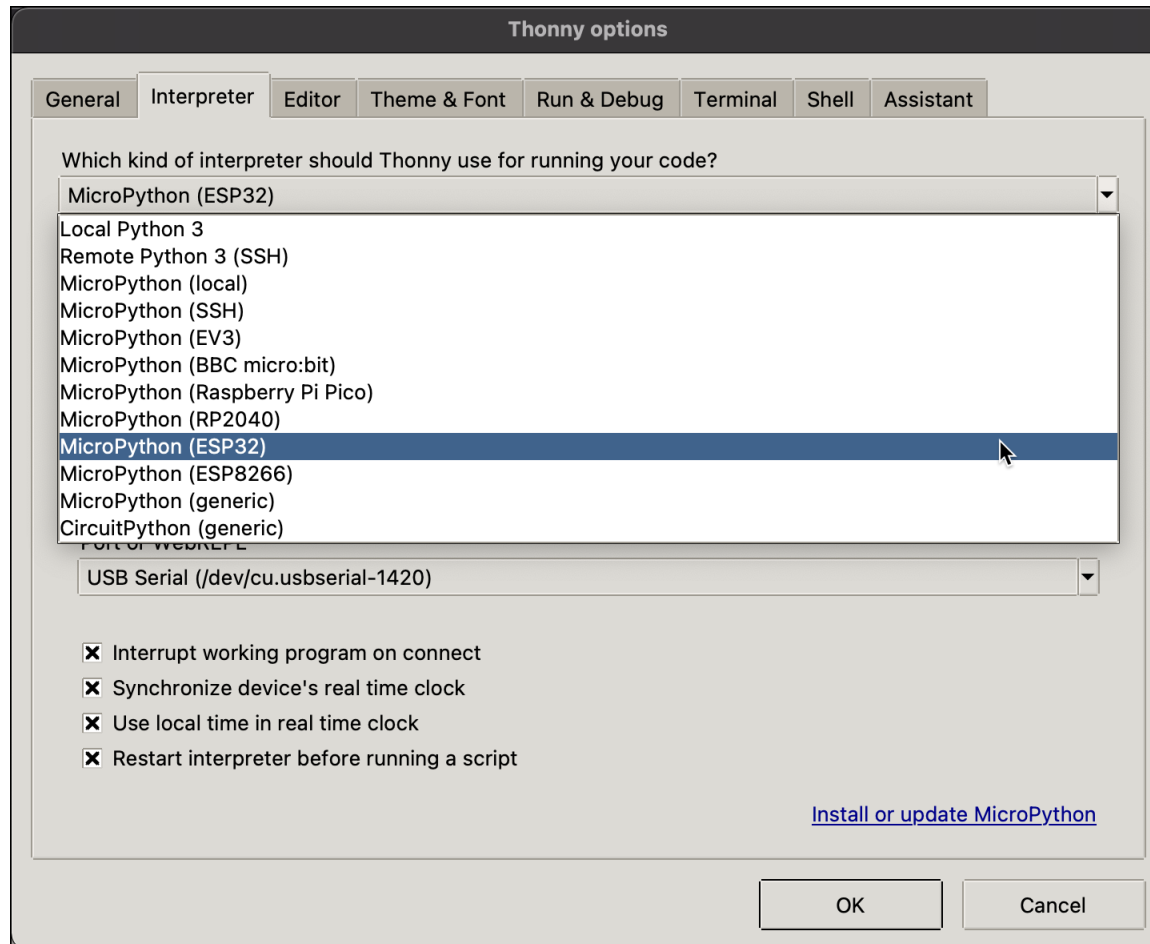 Thonny options
General Interpreter Editor Theme & Font Run & Debug Terminal Shell Assistant
Which kind of interpreter should Thonny use for running your code?
MicroPython (ESP32)
Local Python 3
Remote Python 3 (SSH)
MicroPython (local)
MicroPython (SSH)
MicroPython (EV3)
MicroPython (BBC micro:bit)
MicroPython (Raspberry Pi Pico)
MicroPython (RP2040)
MicroPython (ESP32)
MicroPython (ESP8266)
MicroPython (generic)
CircuitPython (generic)
Port or WebREPL
USB Serial (/dev/cu.usbserial-1420)
Interrupt working program on connect
Synchronize device's real time clock
Use local time in real time clock
Restart interpreter before running a script
Install or update MicroPython
OK Cancel